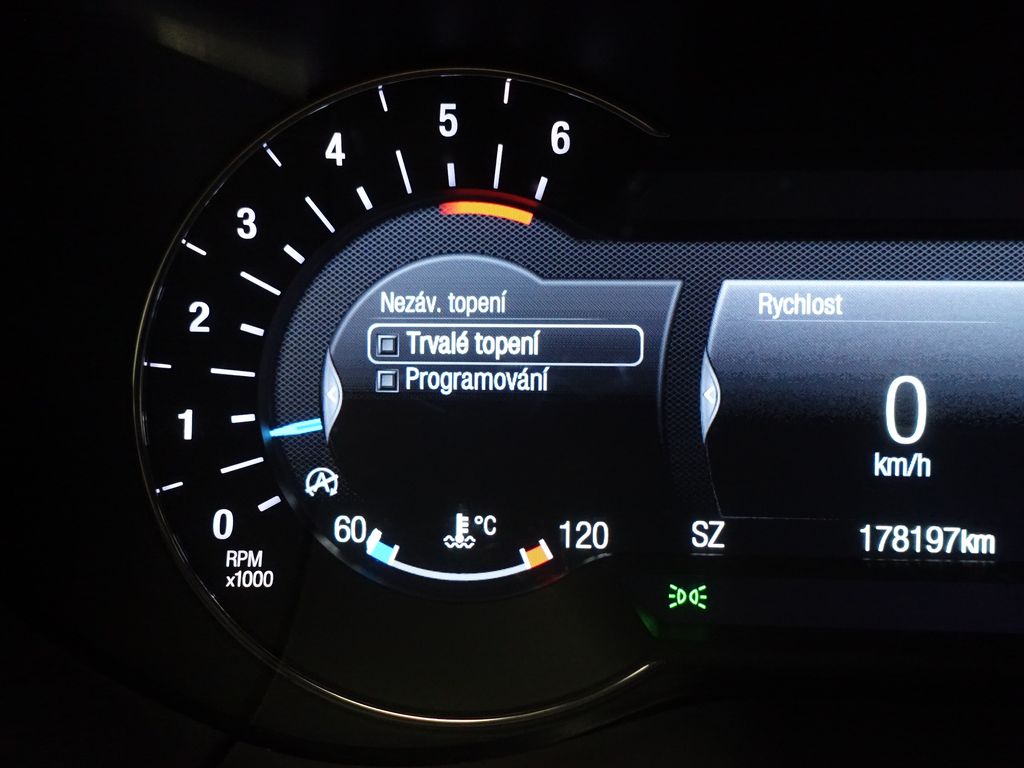 0
1
2
3
4
5
6
RPM
x1000
Nezáv. topení
Trvalé topení
Programování
60
°C
120
Rychlost
0
km/h
SZ
178197km